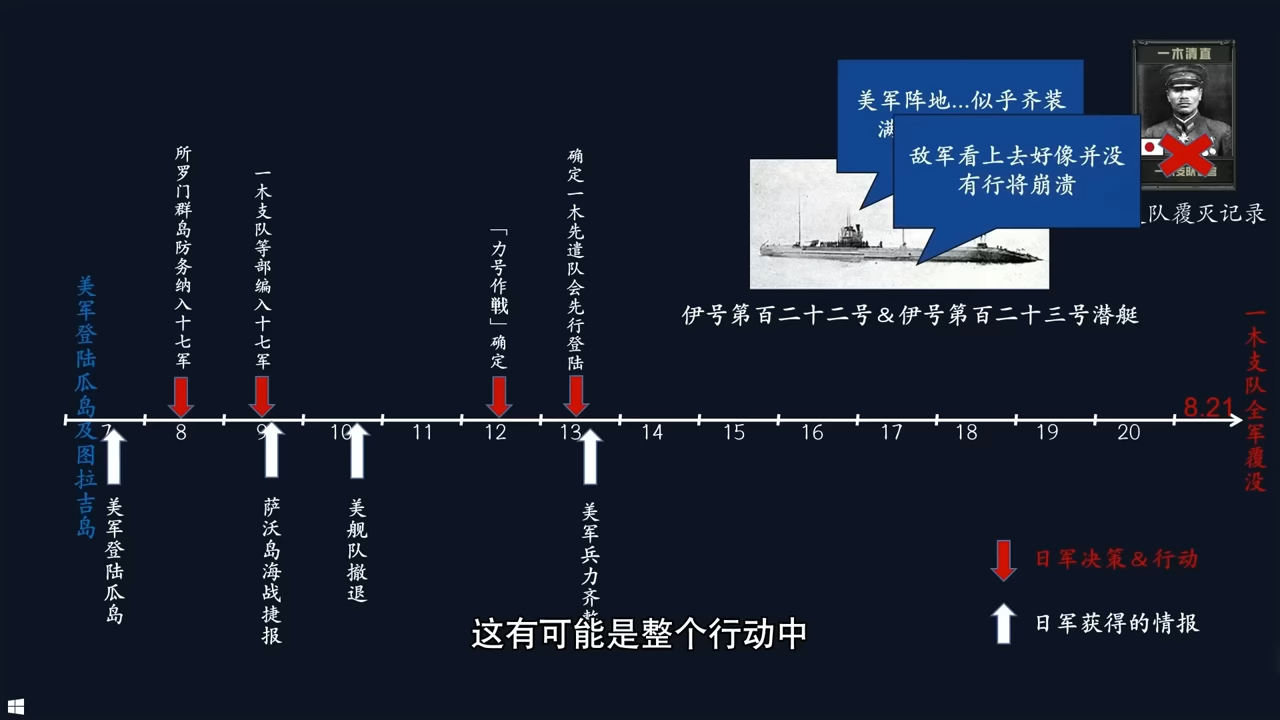 一木清直
美军阵地...似乎齐装
满
敌军看上去好像并没
有行将崩溃
队覆灭记录
伊号第百二十二号&伊号第百二十三号潜艇
所罗门群岛防务纳入十七军
一木支队等部编入十七军
「力号作戦」确定
确定一木先遣队会先行登陆
美军登陆瓜岛及图拉吉岛
一木支队全军覆没
8.21
7 8 9 10 11 12 13 14 15 16 17 18 19 20
美军登陆瓜岛
萨沃岛海战捷报
美舰队撤退
美军兵力齐整
日军决策&行动
日军获得的情报
这有可能是整个行动中